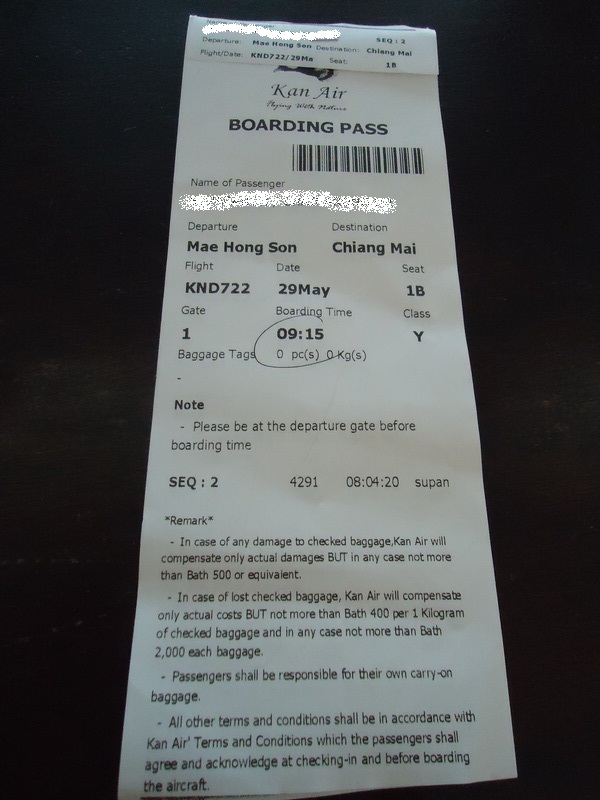 Departure: Mae Hong Son Destination: Chiang Mai
SEQ : 2
Flight/Date: KND722/29Ma Seat: 1B
Kan Air
Flying With Nature
BOARDING PASS
Name of Passenger
Departure Destination
Mae Hong Son Chiang Mai
Flight Date Seat
KND722 29May 1B
Gate Boarding Time Class
1 09:15 Y
Baggage Tags 0 pc(s) 0 Kg(s)
-
Note
- Please be at the departure gate before
boarding time
SEQ : 2 4291 08:04:20 supan
*Remark*
- In case of any damage to checked baggage,Kan Air will
compensate only actual damages BUT in any case not more
than Bath 500 or equivalent.
- In case of lost checked baggage, Kan Air will compensate
only actual costs BUT not more than Bath 400 per 1 Kilogram
of checked baggage and in any case not more than Bath
2,000 each baggage.
- Passengers shall be responsible for their own carry-on
baggage.
- All other terms and conditions shall be in accordance with
Kan Air' Terms and Conditions which the passengers shall
agree and acknowledge at checking-in and before boarding
the aircraft.